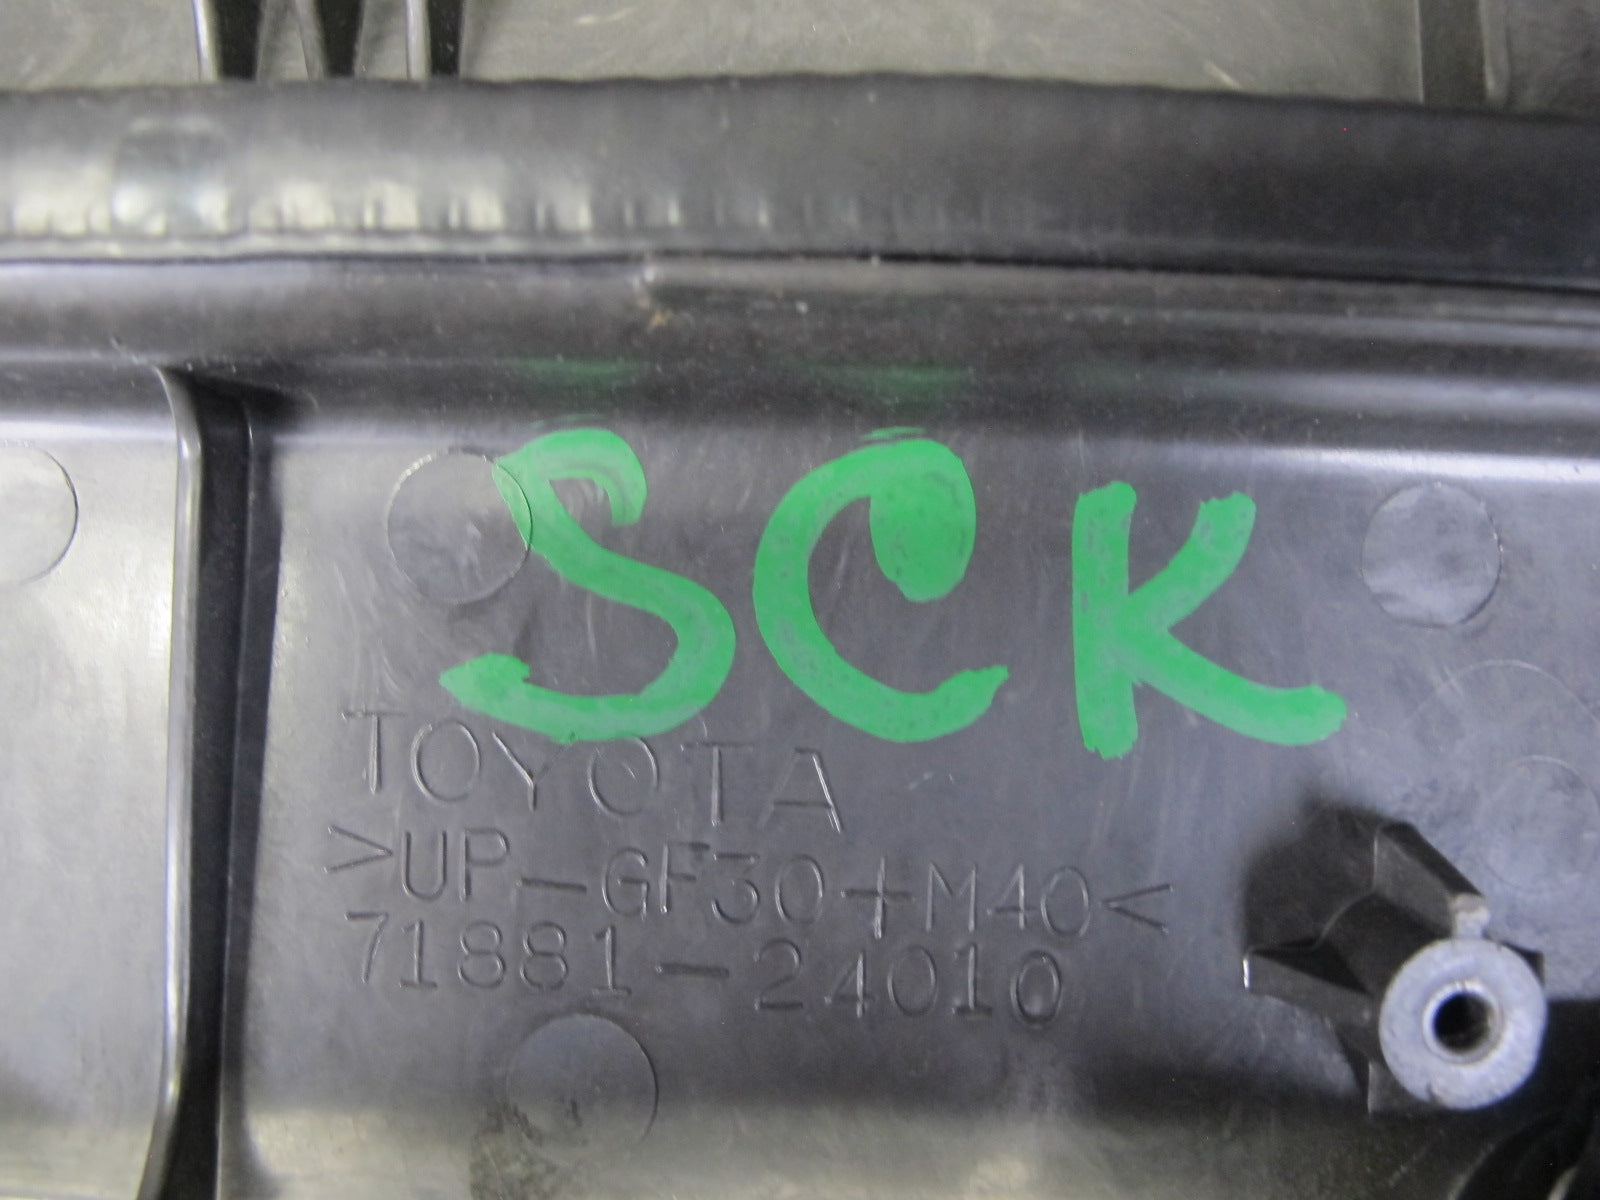 SCK
TOYOTA
>UP-GF30+M40<
71881-24010